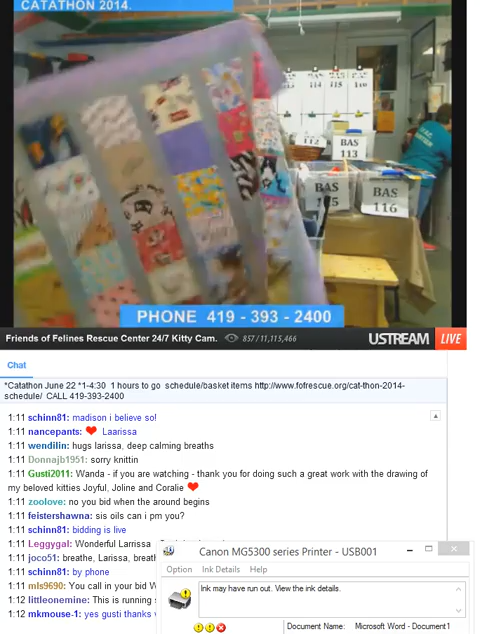 CATATHON 2014.
113 114 115 116
BAS
113
BAS
BAS
116
PHONE 419 - 393 - 2400
Friends of Felines Rescue Center 24/7 Kitty Cam. 857 / 11,115,466 USTREAM LIVE
Chat
*Catathon June 22 *1-4:30 1 hours to go schedule/basket items http://www.fofrescue.org/cat-thon-2014-
schedule/ CALL 419-393-2400
1:11 schinn81: madison i believe so!
1:11 nancepants: ❤ Laarissa
1:11 wendilin: hugs larissa, deep calming breaths
1:11 Donnajb1951: sorry knittin
1:11 Gusti2011: Wanda - if you are watching - thank you for doing such a great work with the drawing of
my beloved kitties Joyful, Joline and Coralie ❤
1:11 zoolove: no you bid when the around begins
1:11 feistershawna: sis oils can i pm you?
1:11 schinn81: bidding is live
1:11 Leggygal: Wonderful Larrissa
1:11 joco51: breathe, Larissa,
1:11 schinn81: by phone
1:11 mls9690: You call in your bid
1:12 littleonemine: This is running
1:12 mkmouse-1: yes gusti thanks
Canon MG5300 series Printer - USB001
Option Ink Details Help
Ink may have run out. View the ink details.
Document Name: Microsoft Word - Document1